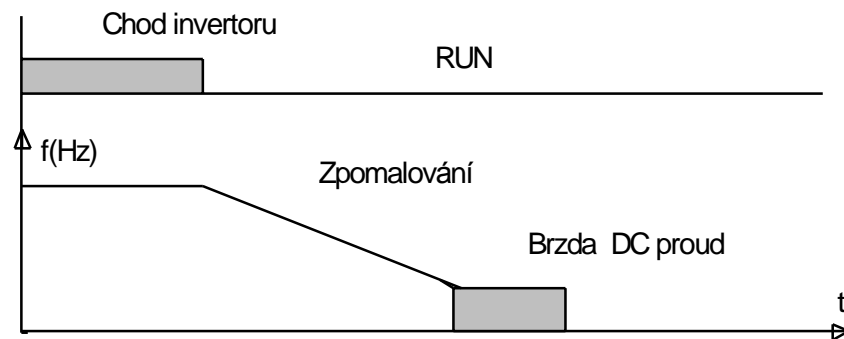 Chod invertoru
RUN
f(Hz)
Zpomalování
Brzda DC proud
t